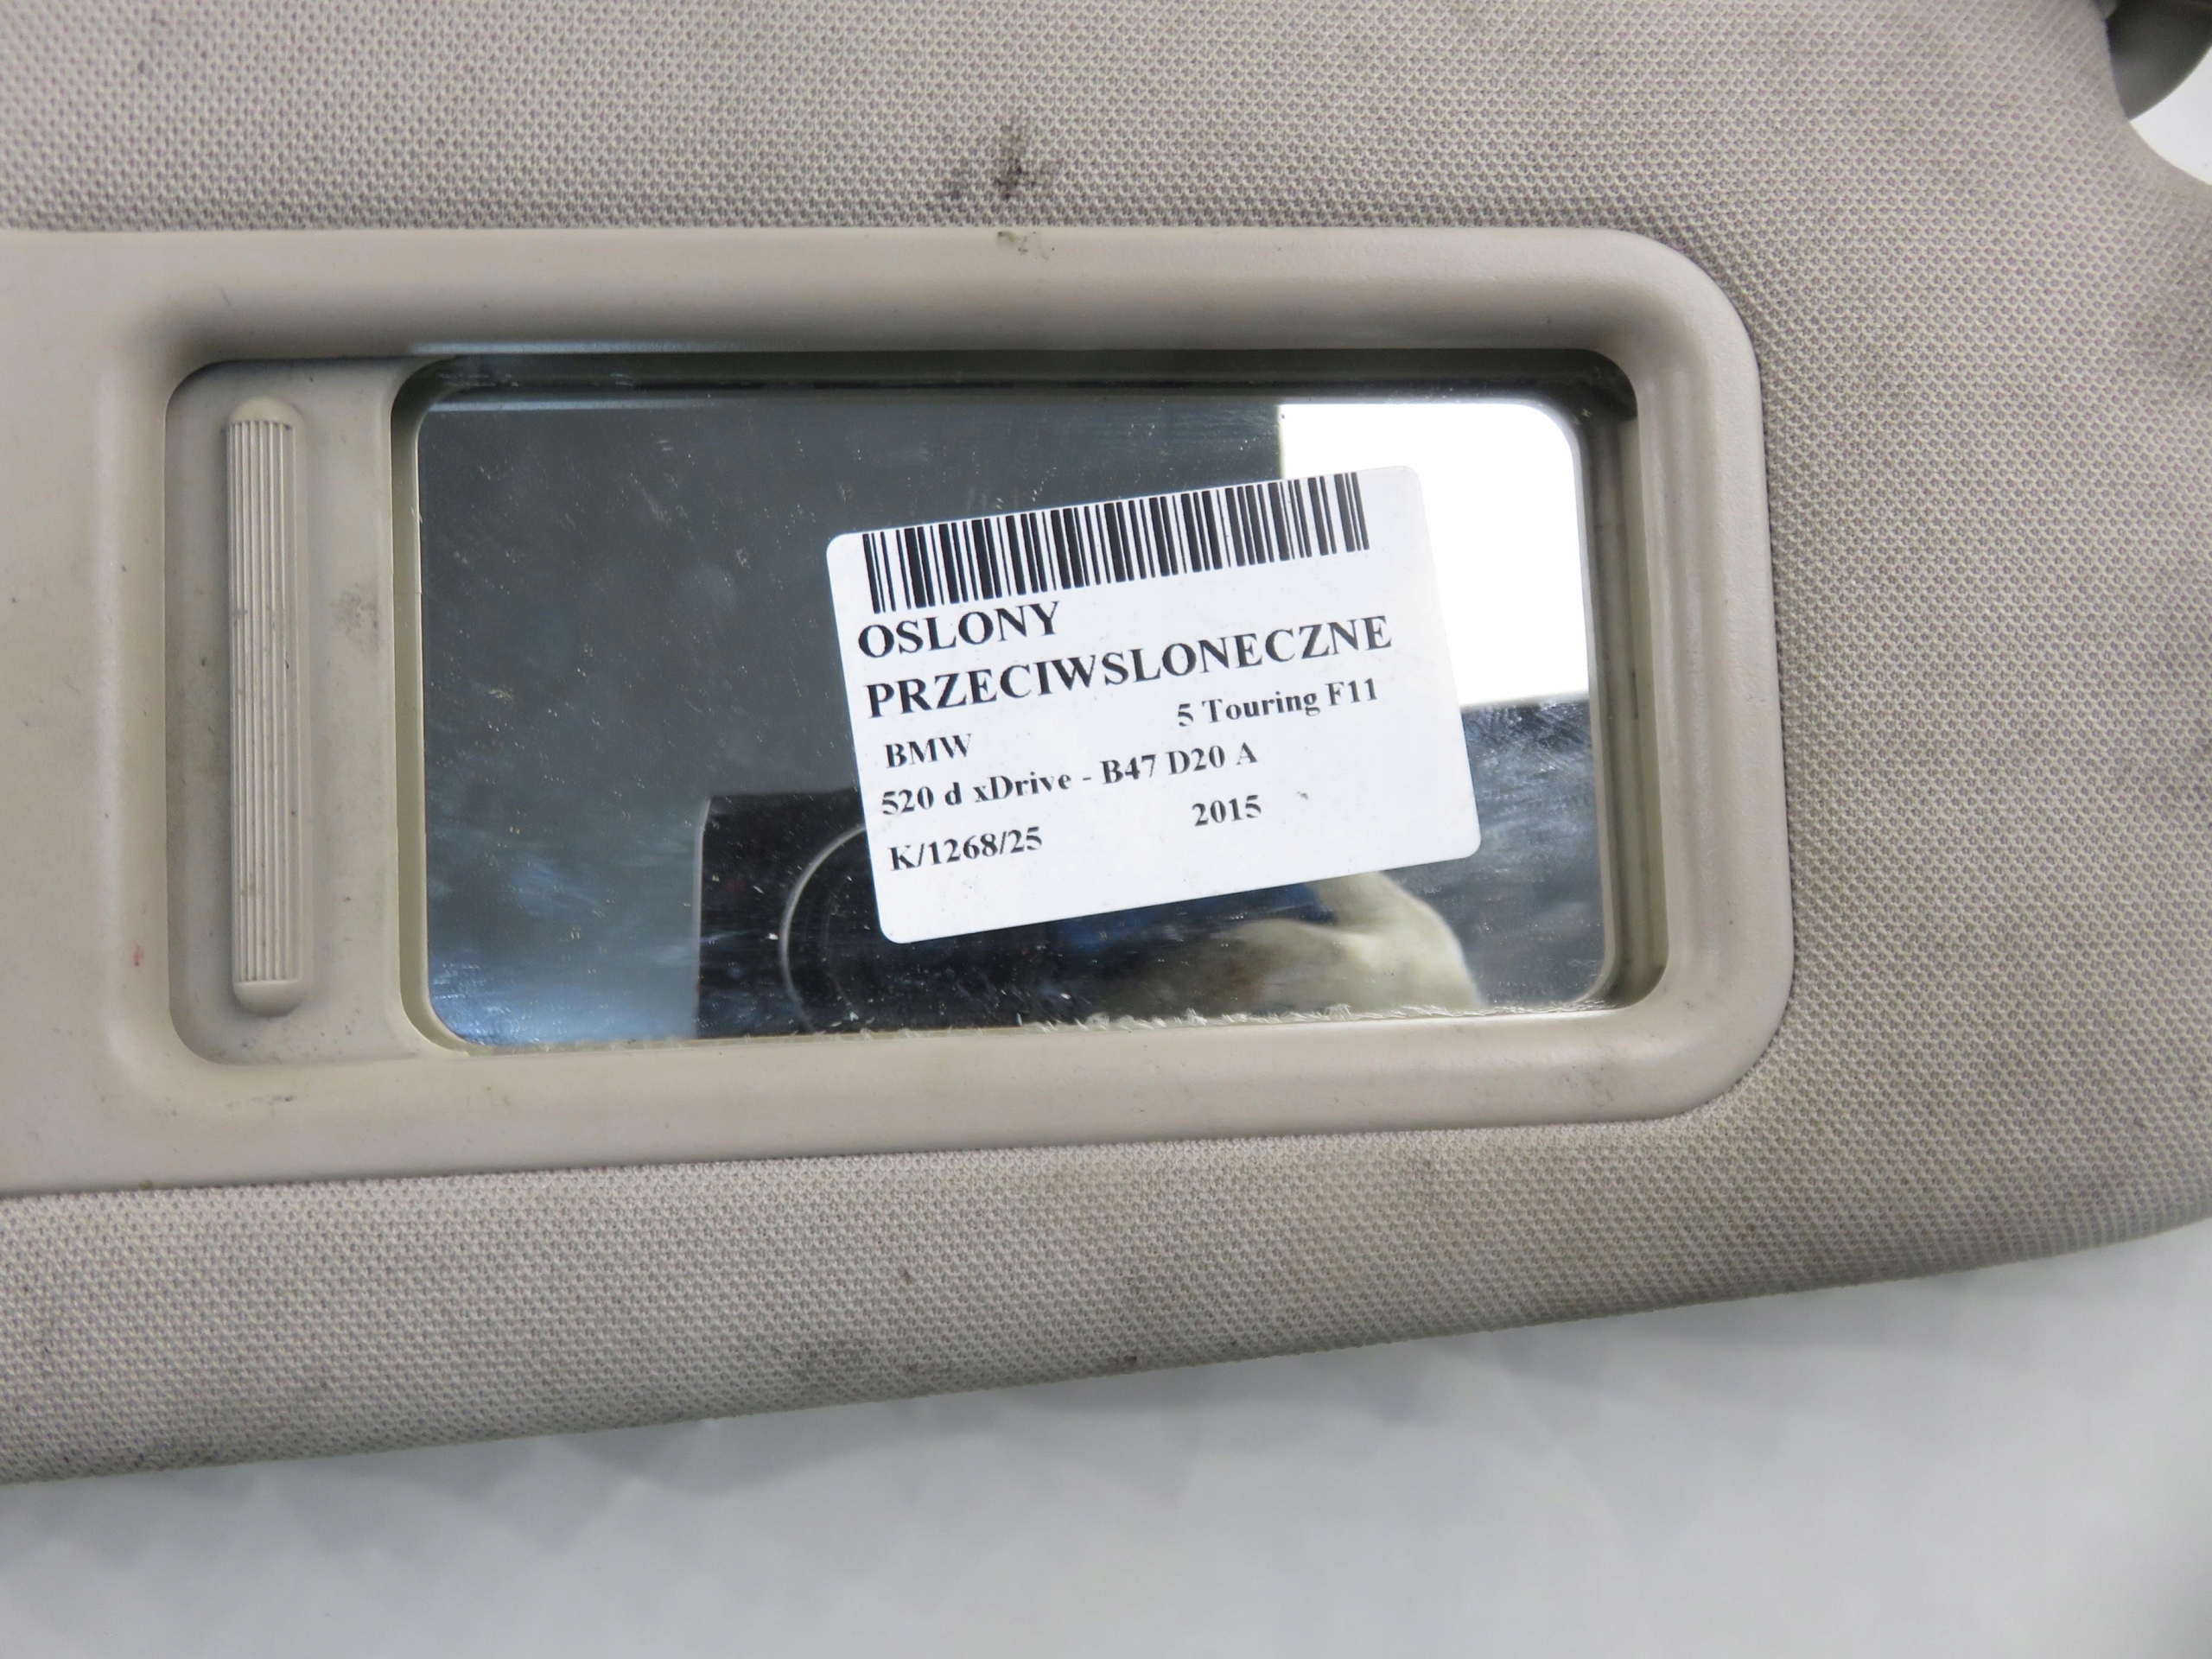 OSLONY
PRZECIWSLONECZNE
BMW 5 Touring F11
520 d xDrive - B47 D20 A
K/1268/25 2015